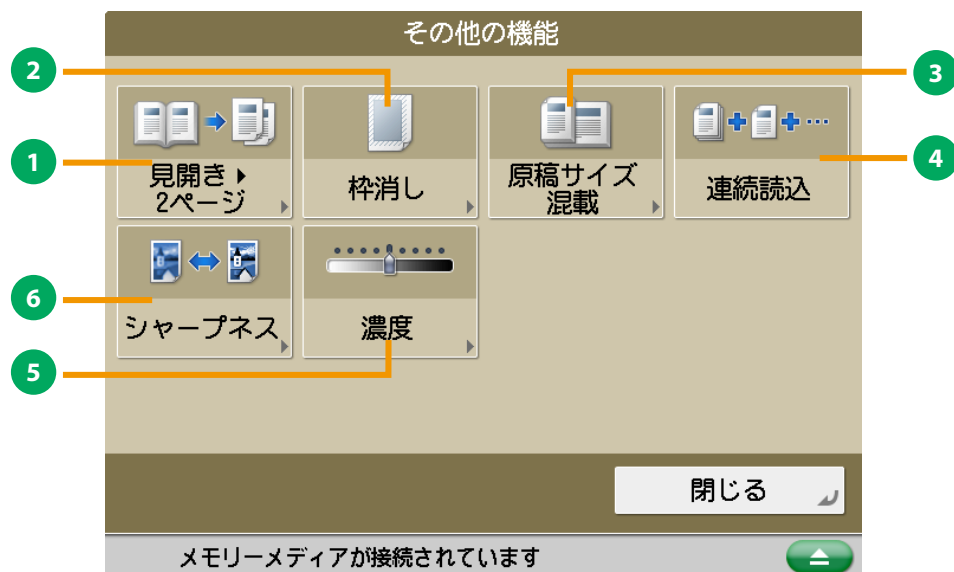 その他の機能
2
3
1
4
見開き
2ページ
枠消し
原稿サイズ
混載
連続読込
6
シャープネス
濃度
5
閉じる
メモリーメディアが接続されています